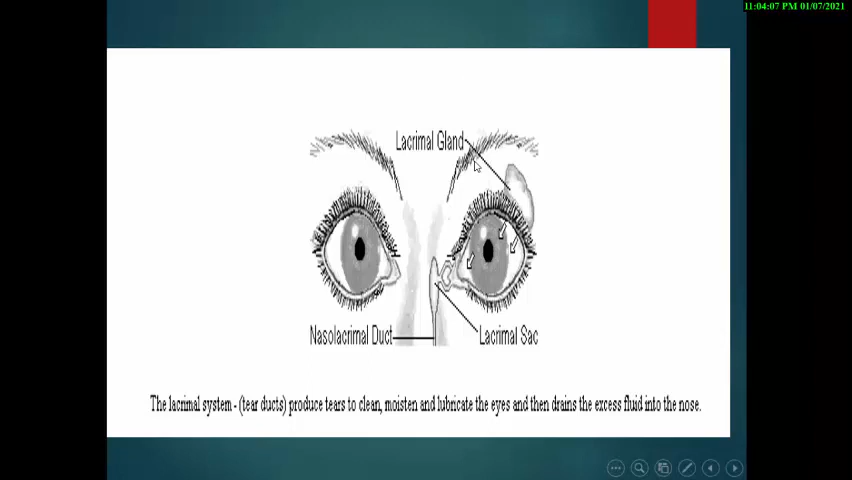 11:04:07 PM 01/07/2021
Lacrimal Gland
Nasolacrimal Duct
Lacrimal Sac
The lacrimal system - (tear ducts) produce tears to clean, moisten and lubricate the eyes and then drains the excess fluid into the nose.